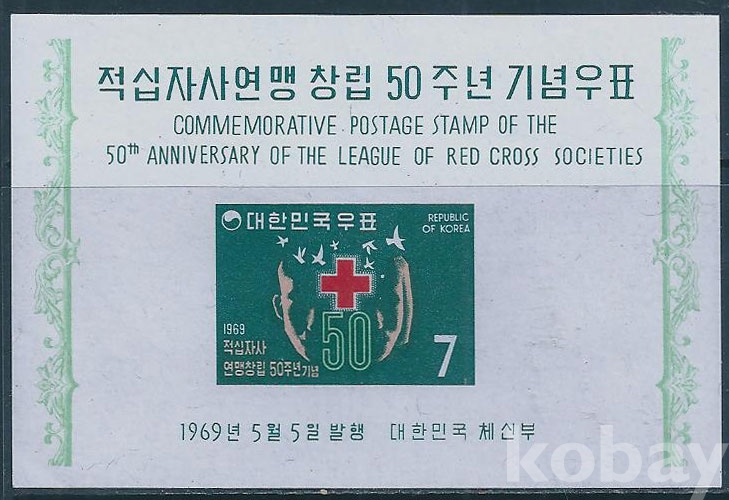 적십자사연맹 창립 50 주년 기념우표
COMMEMORATIVE POSTAGE STAMP OF THE
50th ANNIVERSARY OF THE LEAGUE OF RED CROSS SOCIETIES
대한민국우표
REPUBLIC
OF KOREA
50
1969
적십자사
연맹창립 50주년기념
7
1969년 5월 5일 발행 대한민국 체신부
kobay